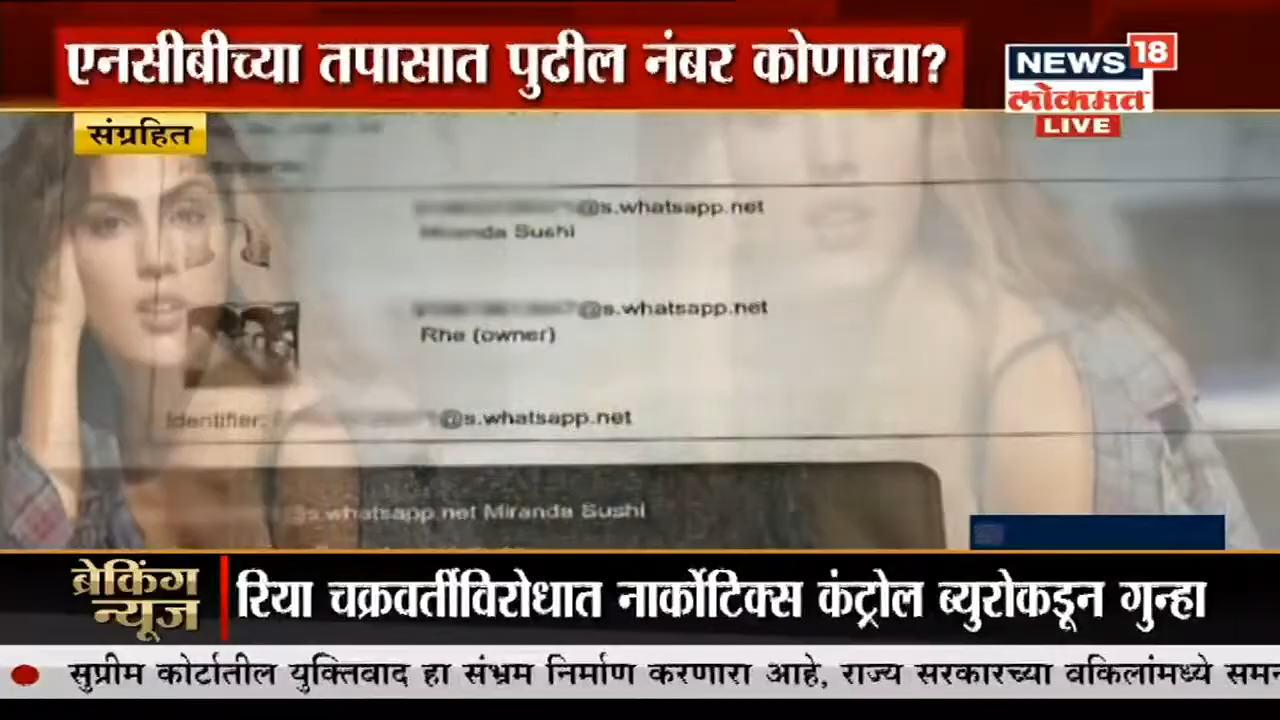 एनसीबीच्या तपासात पुढील नंबर कोणाचा?
NEWS 18
लोकमत
LIVE
संग्रहित
@s.whatsapp.net
Miranda Sushi
@s.whatsapp.net
Rhe (owner)
Identifier:
@s.whatsapp.net
@s.whatsapp.net Miranda Sushi
ब्रेकिंग
न्यूज
रिया चक्रवर्तीविरोधात नार्कोटिक्स कंट्रोल ब्युरोकडून गुन्हा
सुप्रीम कोर्टातील युक्तिवाद हा संभ्रम निर्माण करणारा आहे, राज्य सरकारच्या वकिलांमध्ये समन